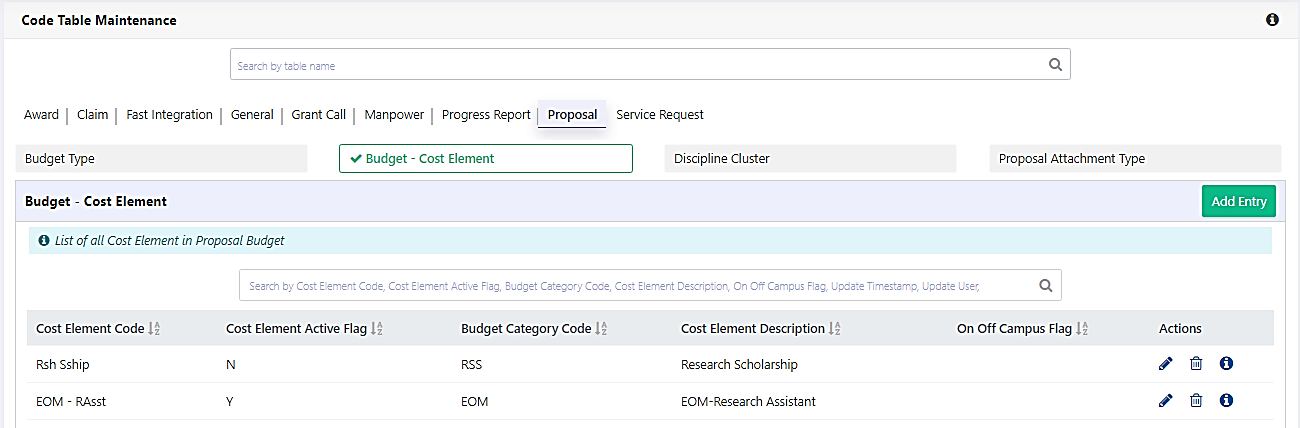 Code Table Maintenance
Search by table name
Award | Claim | Fast Integration | General | Grant Call | Manpower | Progress Report | Proposal Service Request
Budget Type Budget - Cost Element Discipline Cluster Proposal Attachment Type
Budget - Cost Element Add Entry
List of all Cost Element in Proposal Budget
Search by Cost Element Code, Cost Element Active Flag, Budget Category Code, Cost Element Description, On Off Campus Flag, Update Timestamp, Update User,
Cost Element Code Cost Element Active Flag Budget Category Code Cost Element Description On Off Campus Flag Actions
Rsh Sship N RSS Research Scholarship
EOM - RAsst Y EOM EOM-Research Assistant